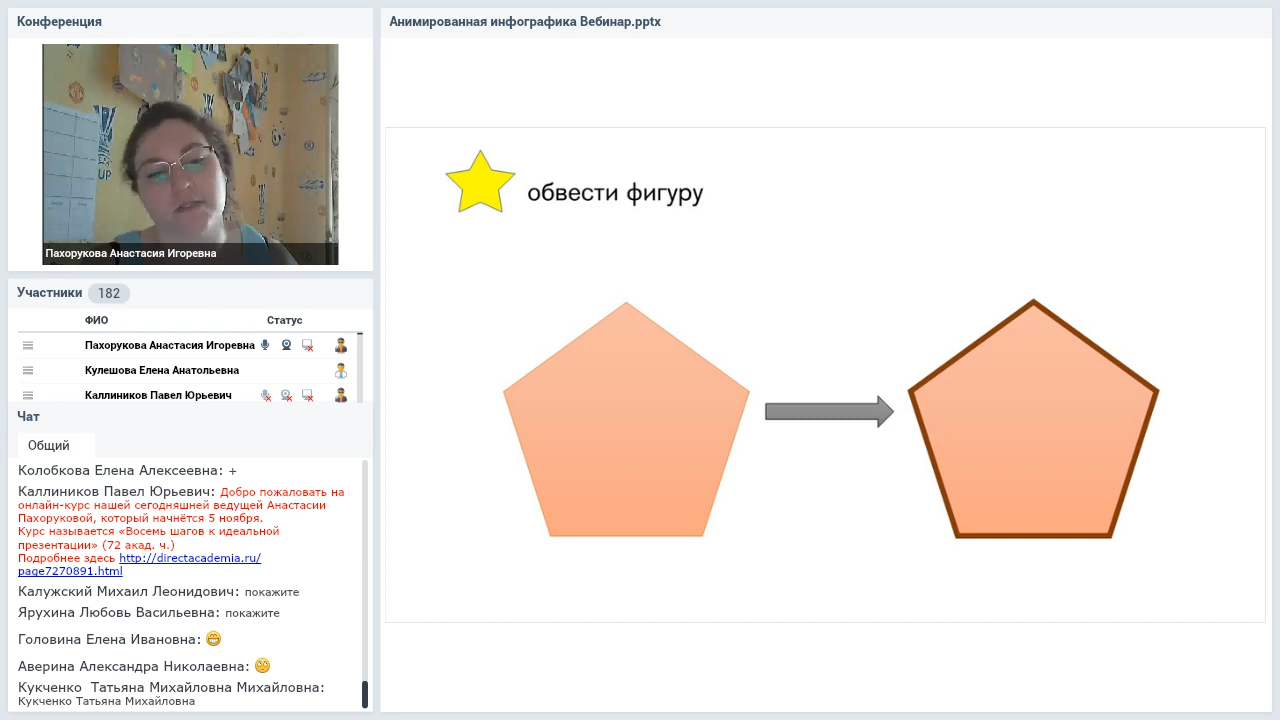 Конференция
UP
Пахорукова Анастасия Игоревна
Участники 182
ФИО Статус
Пахорукова Анастасия Игоревна
Кулешова Елена Анатольевна
Каллиников Павел Юрьевич
Чат
Общий
Колобкова Елена Алексеевна: +
Каллиников Павел Юрьевич: Добро пожаловать на
онлайн-курс нашей сегодняшней ведущей Анастасии
Пахоруковой, который начнётся 5 ноября.
Курс называется «Восемь шагов к идеальной
презентации» (72 акад. ч.)
Подробнее здесь http://directacademia.ru/
page7270891.html
Калужский Михаил Леонидович: покажите
Ярухина Любовь Васильевна: покажите
Головина Елена Ивановна:
Аверина Александра Николаевна:
Кукченко Татьяна Михайловна Михайловна:
Кукченко Татьяна Михайловна
Анимированная инфографика Вебинар.pptx
обвести фигуру